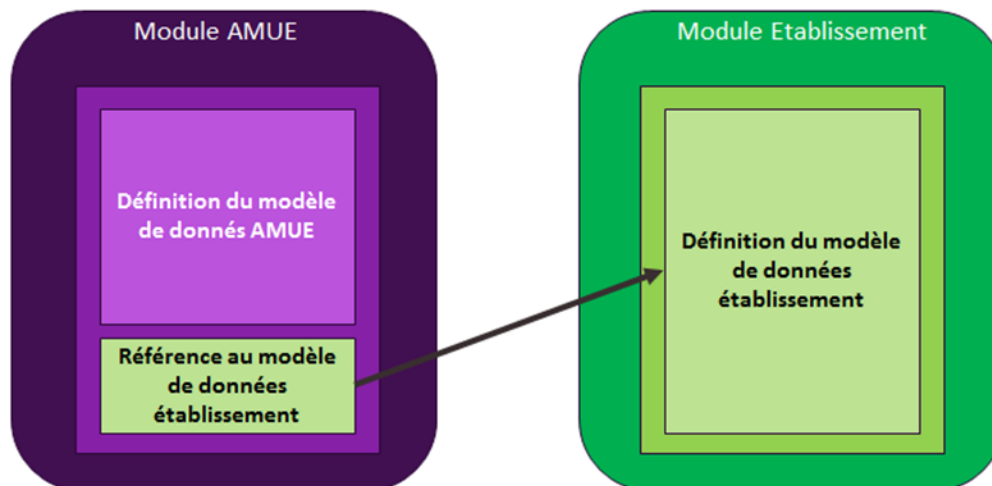 Module AMUE
Définition du modèle
de donnés AMUE
Référence au modèle
de données
établissement
Module Etablissement
Définition du modèle
de données
établissement